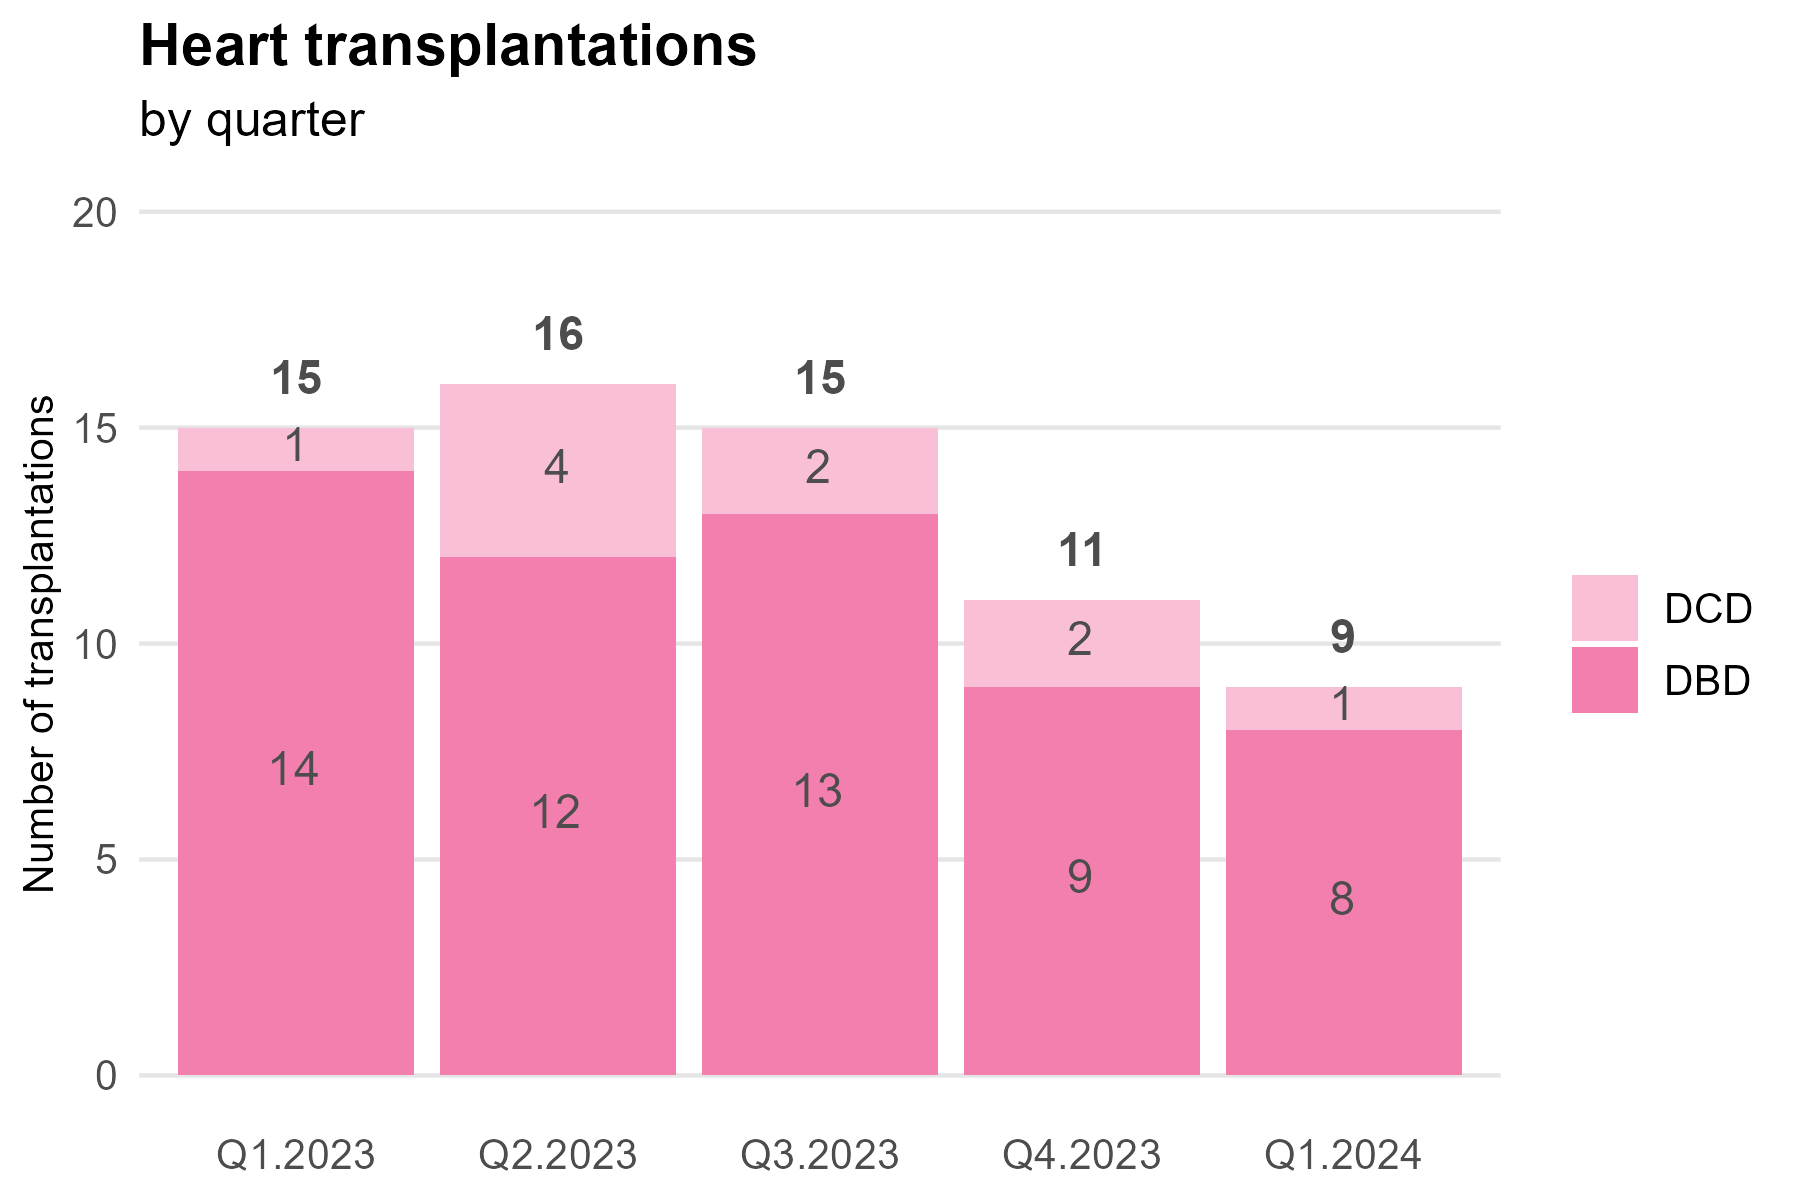 Heart transplantations
by quarter
Number of transplantations
20
15
10
5
0
15
1
14
16
4
12
15
2
13
11
2
9
9
1
8
Q1.2023
Q2.2023
Q3.2023
Q4.2023
Q1.2024
DCD
DBD